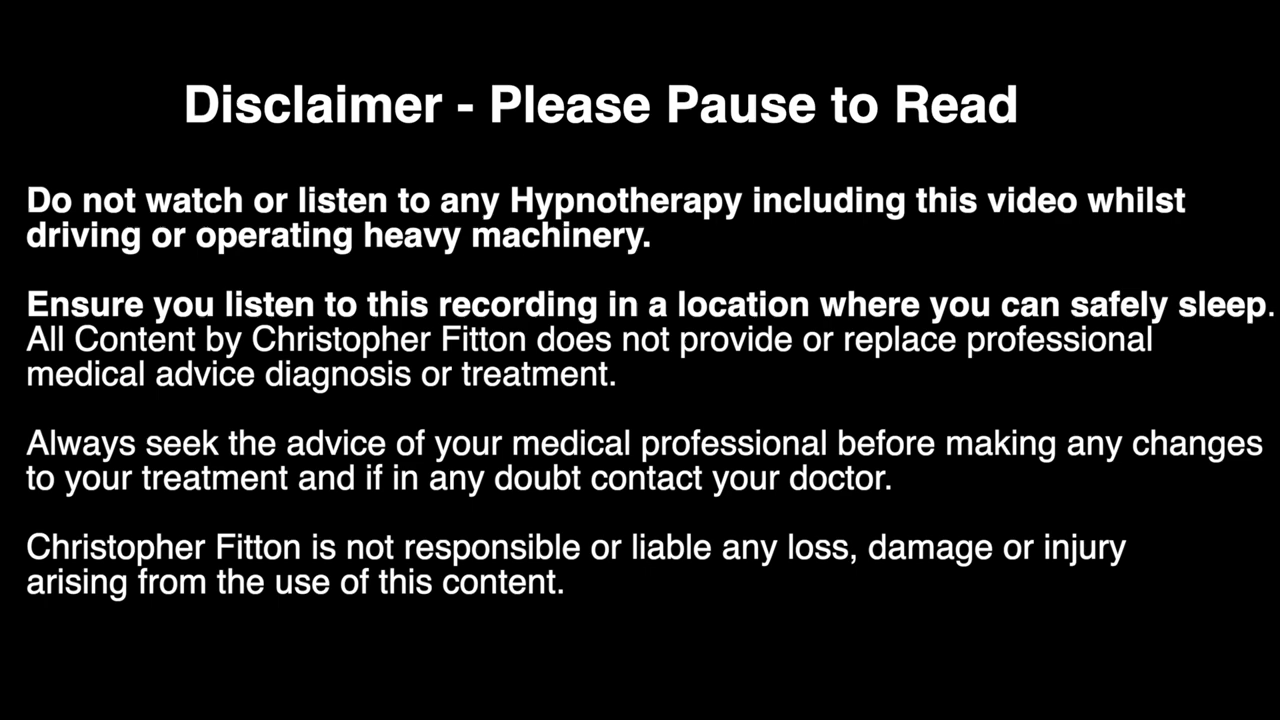 Disclaimer - Please Pause to Read
Do not watch or listen to any Hypnotherapy including this video whilst
driving or operating heavy machinery.
Ensure you listen to this recording in a location where you can safely sleep.
All Content by Christopher Fitton does not provide or replace professional
medical advice diagnosis or treatment.
Always seek the advice of your medical professional before making any changes
to your treatment and if in any doubt contact your doctor.
Christopher Fitton is not responsible or liable any loss, damage or injury
arising from the use of this content.